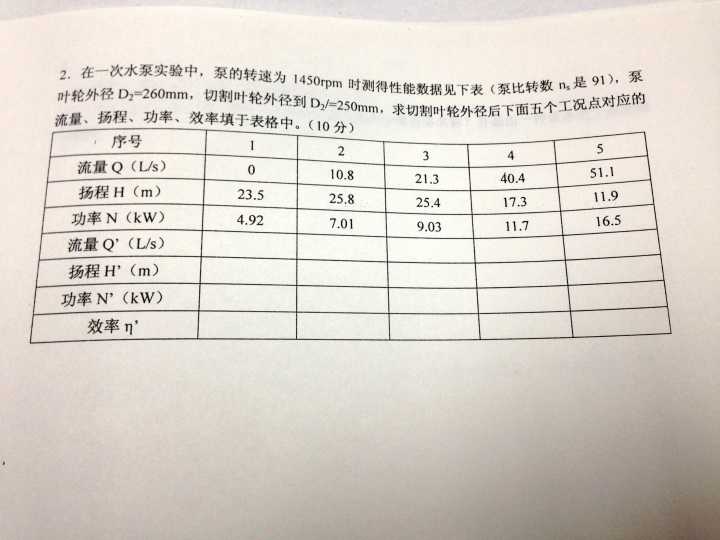 2. 在一次水泵实验中，泵的转速为 1450rpm 时测得性能数据见下表（泵比转数 nₛ是 91），泵
叶轮外径 D₂=260mm，切割叶轮外径到 D₂/=250mm，求切割叶轮外径后下面五个工况点对应的
流量、扬程、功率、效率填于表格中。（10 分）
序号 1 2 3 4 5
流量 Q（L/s） 0 10.8 21.3 40.4 51.1
扬程 H（m） 23.5 25.8 25.4 17.3 11.9
功率 N（kW） 4.92 7.01 9.03 11.7 16.5
流量 Q’（L/s）
扬程 H’（m）
功率 N’（kW）
效率 η’